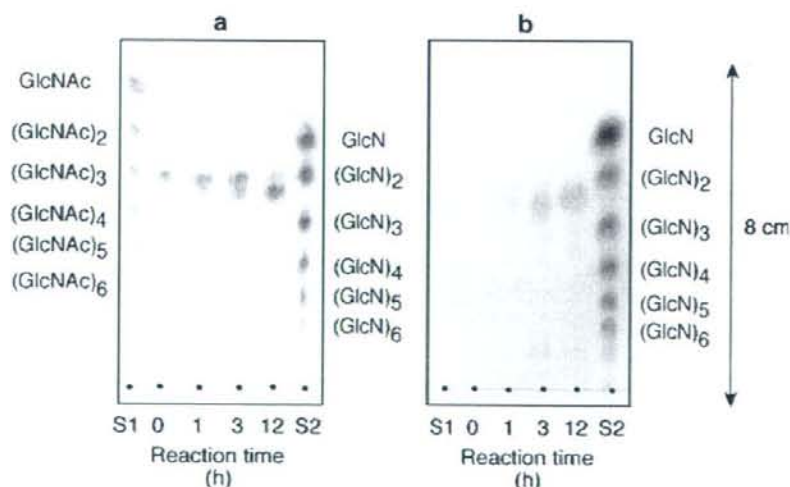 a
GlcNAc
(GlcNAc)2
(GlcNAc)3
(GlcNAc)4
(GlcNAc)5
(GlcNAc)6
GlcN
(GlcN)2
(GlcN)3
(GlcN)4
(GlcN)5
(GlcN)6
S1 0 1 3 12 S2
Reaction time
(h)
b
GlcN
(GlcN)2
(GlcN)3
(GlcN)4
(GlcN)5
(GlcN)6
S1 0 1 3 12 S2
Reaction time
(h)
8 cm